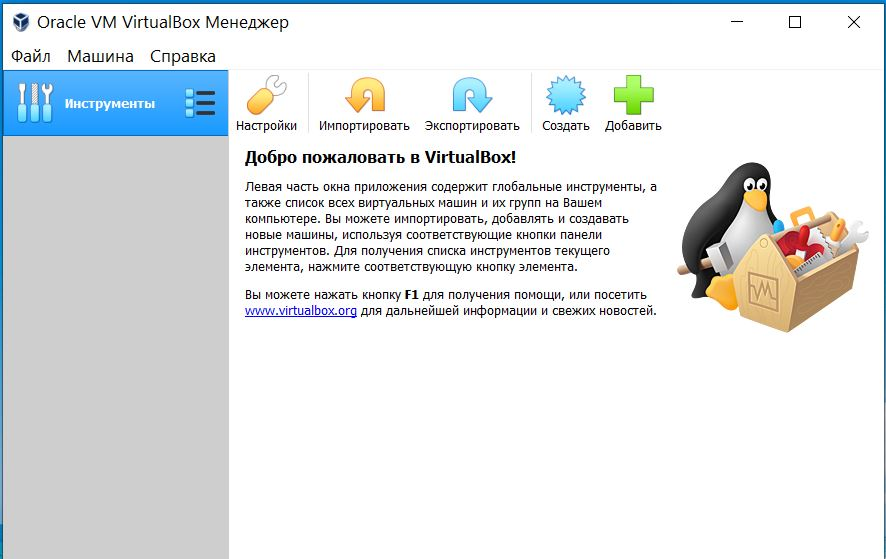 Oracle VM VirtualBox Менеджер
Файл Машина Справка
Инструменты
Настройки Импортировать Экспортировать Создать Добавить
Добро пожаловать в VirtualBox!
Левая часть окна приложения содержит глобальные инструменты, а
также список всех виртуальных машин и их групп на Вашем
компьютере. Вы можете импортировать, добавлять и создавать
новые машины, используя соответствующие кнопки панели
инструментов. Для получения списка инструментов текущего
элемента, нажмите соответствующую кнопку элемента.
Вы можете нажать кнопку F1 для получения помощи, или посетить
www.virtualbox.org для дальнейшей информации и свежих новостей.